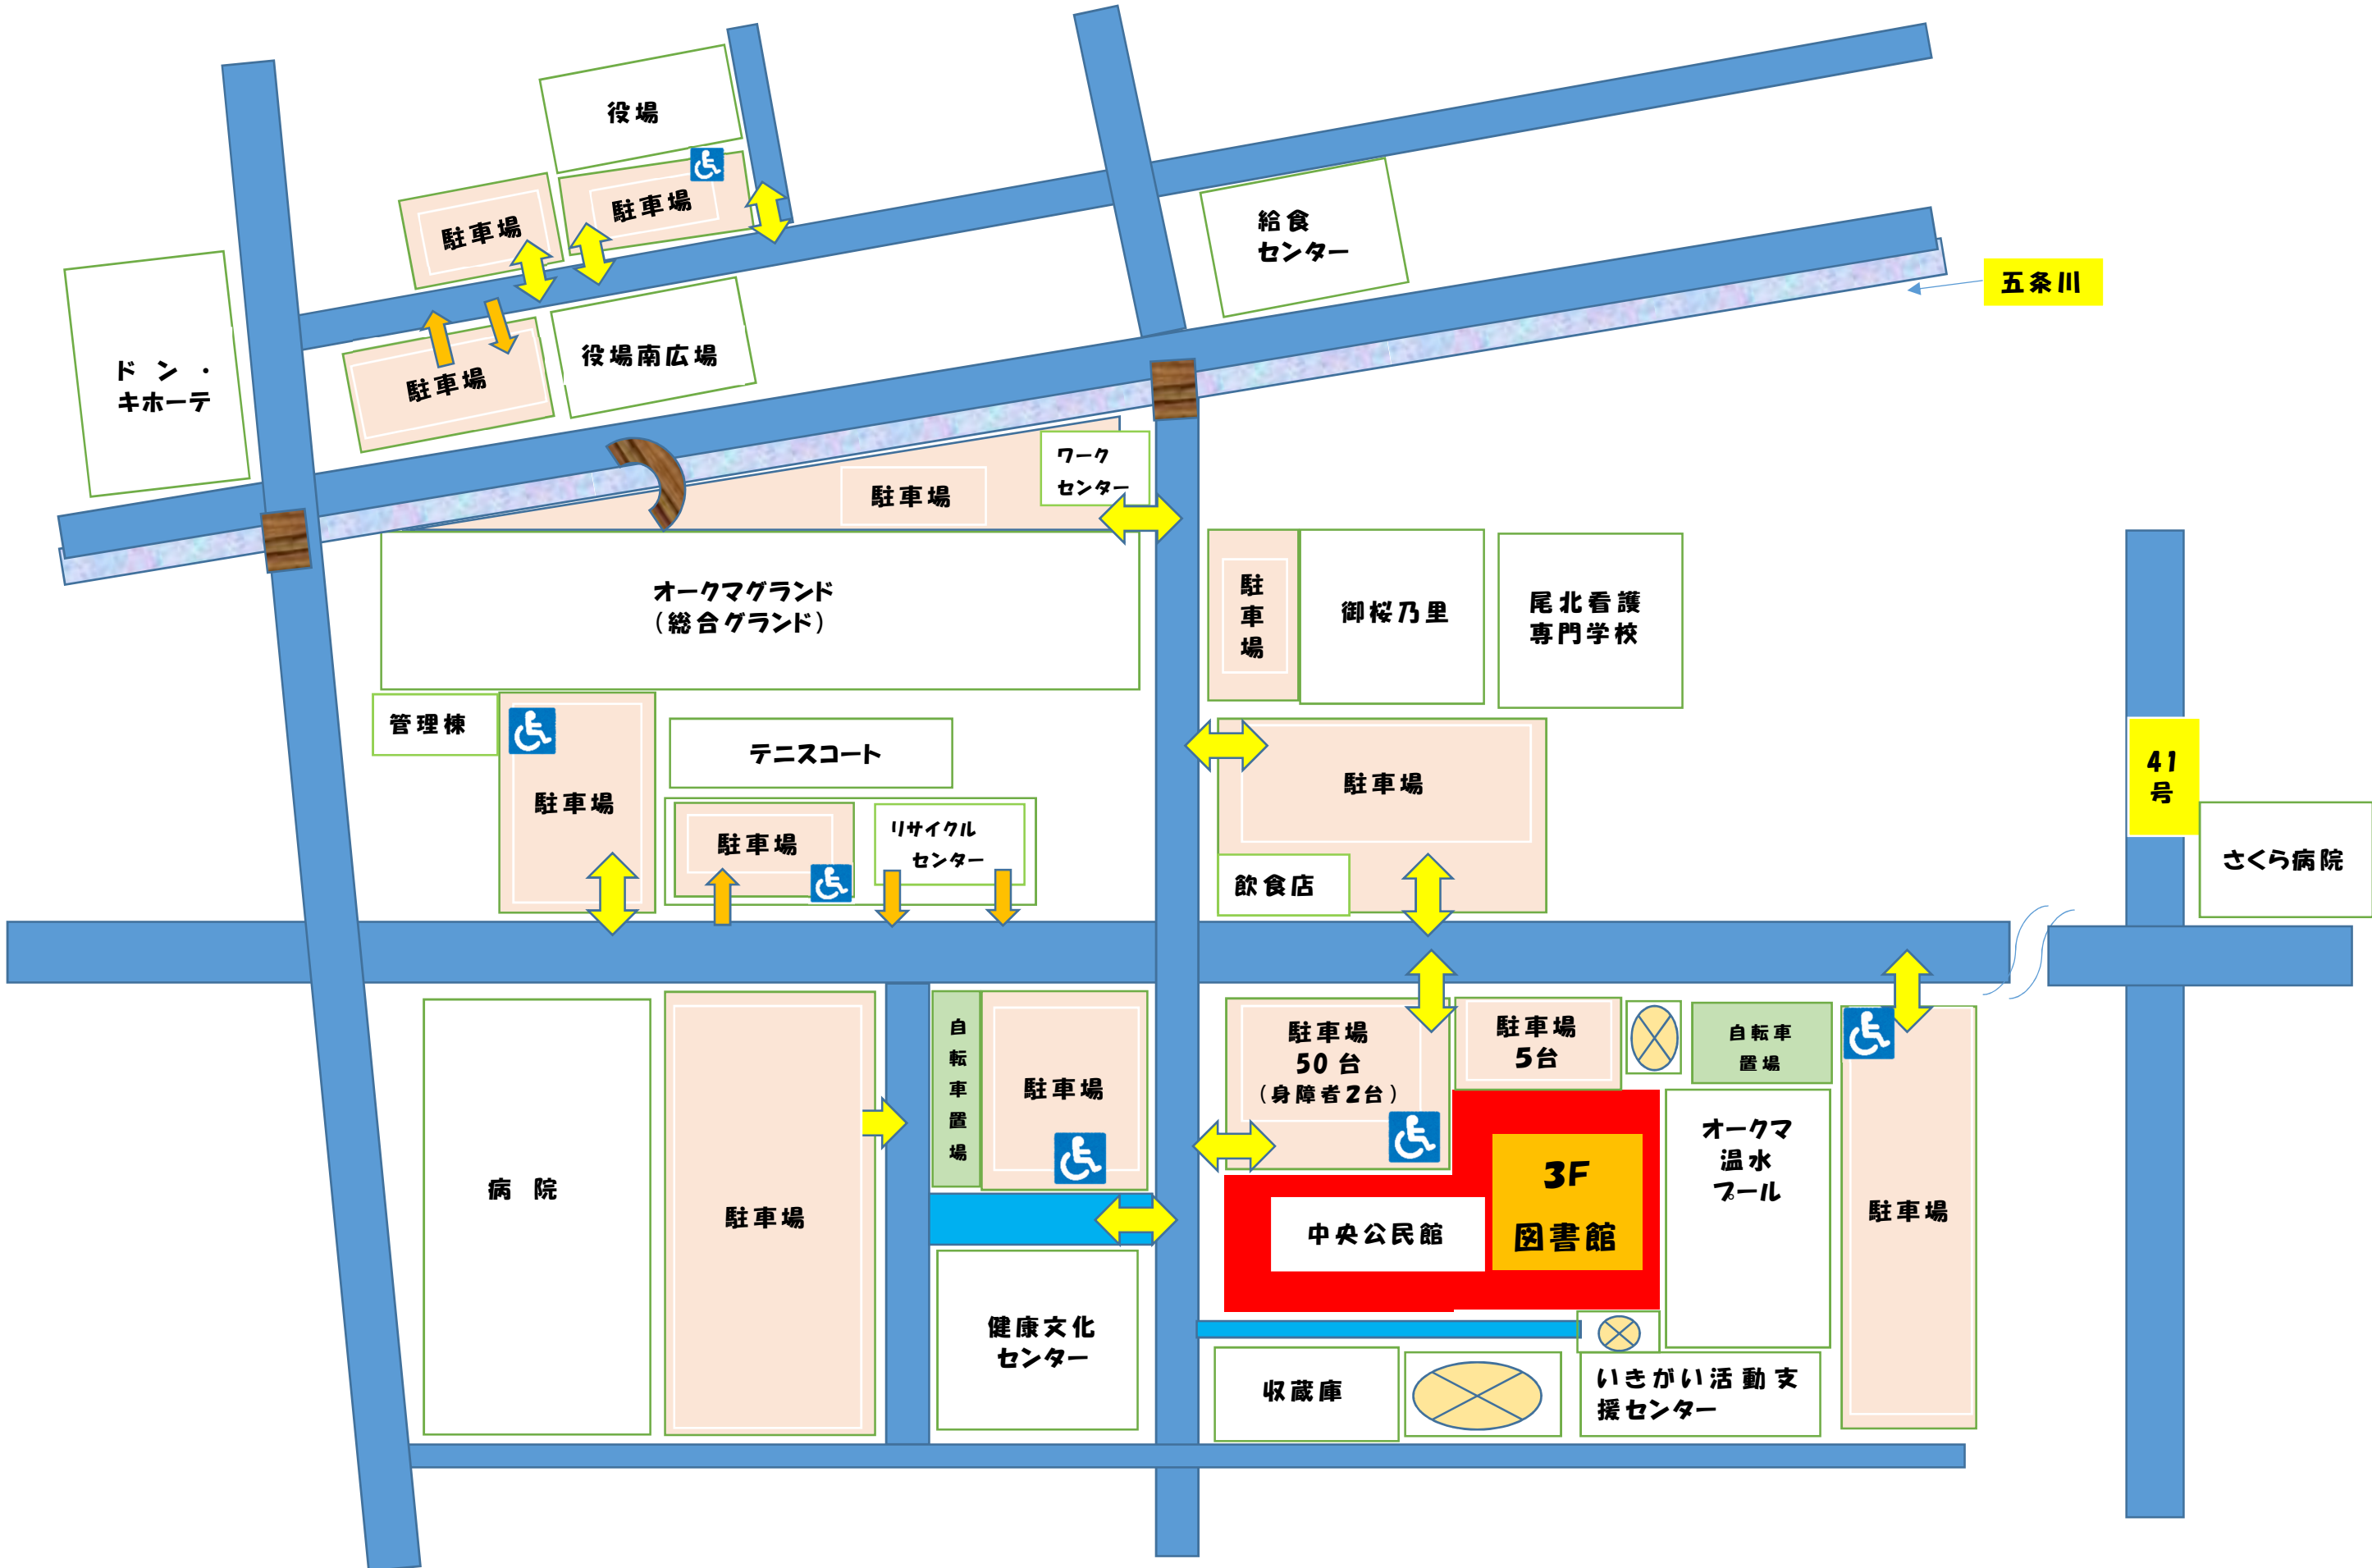 役場
駐車場
駐車場
給食
センター
五条川
ドン・
キホーテ
駐車場
役場南広場
ワーク
センター
駐車場
オークマグランド
（総合グランド）
駐車場
御桜乃里
尾北看護
専門学校
管理棟
駐車場
テニスコート
駐車場
リサイクル
センター
駐車場
飲食店
41
号
さくら病院
病 院
駐車場
自転車置場
駐車場
駐車場
50台
（身障者2台）
駐車場
5台
自転車
置場
3F
図書館
中央公民館
オークマ
温水
プール
駐車場
健康文化
センター
収蔵庫
いきがい活動支
援センター